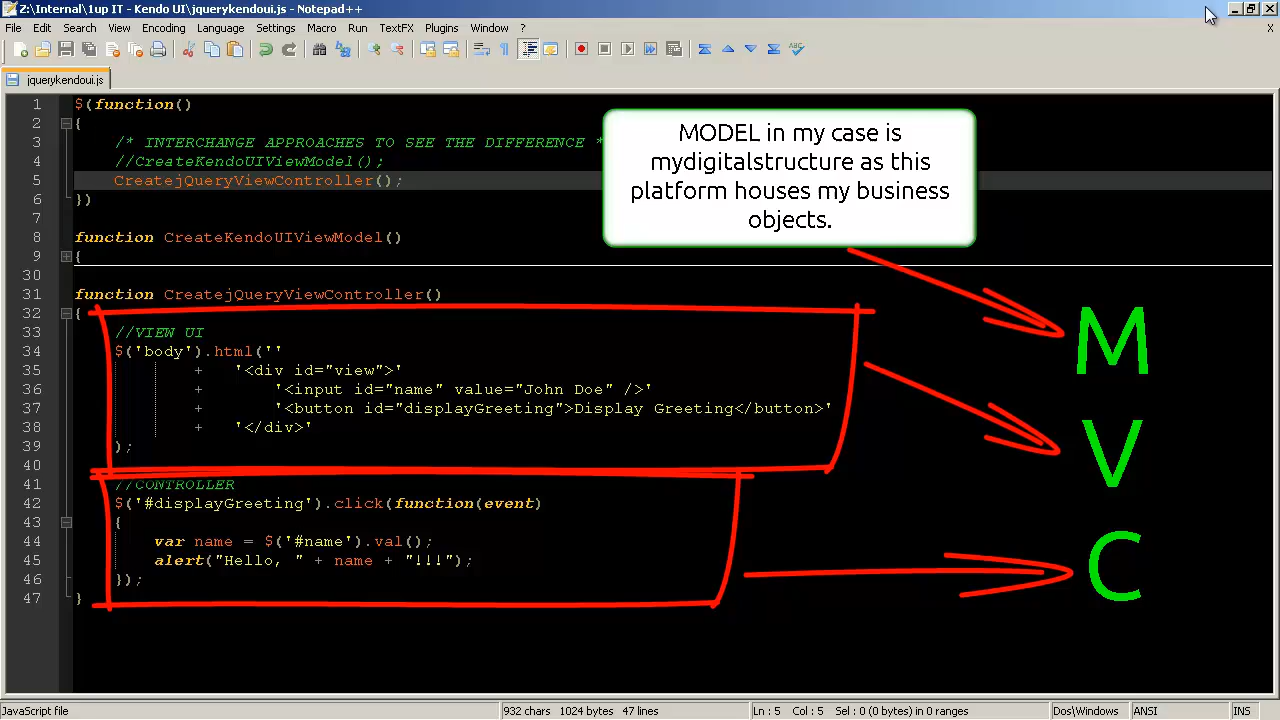 Z:\Internal\1up IT - Kendo UI\jquerykendoui.js - Notepad++
File Edit Search View Encoding Language Settings Macro Run TextFX Plugins Window ? X
jquerykendoui.js
1 $(function()
2 {
3 /* INTERCHANGE APPROACHES TO SEE THE DIFFERENCE *
4 //CreateKendoUIViewModel();
5 CreatejQueryViewController();
6 })
7
8 function CreateKendoUIViewModel()
9 {
30
31 function CreatejQueryViewController()
32 {
33 //VIEW UI
34 $('body').html(''
35 + '<div id="view">'
36 + '<input id="name" value="John Doe" />'
37 + '<button id="displayGreeting">Display Greeting</button>'
38 + '</div>'
39 );
40
41 //CONTROLLER
42 $('#displayGreeting').click(function(event)
43 {
44 var name = $('#name').val();
45 alert("Hello, " + name + "!!!");
46 });
47 }
MODEL in my case is
mydigitalstructure as this
platform houses my business
objects.
M
V
C
JavaScript file 932 chars 1024 bytes 47 lines Ln : 5 Col : 5 Sel : 0 (0 bytes) in 0 ranges Dos\Windows ANSI INS